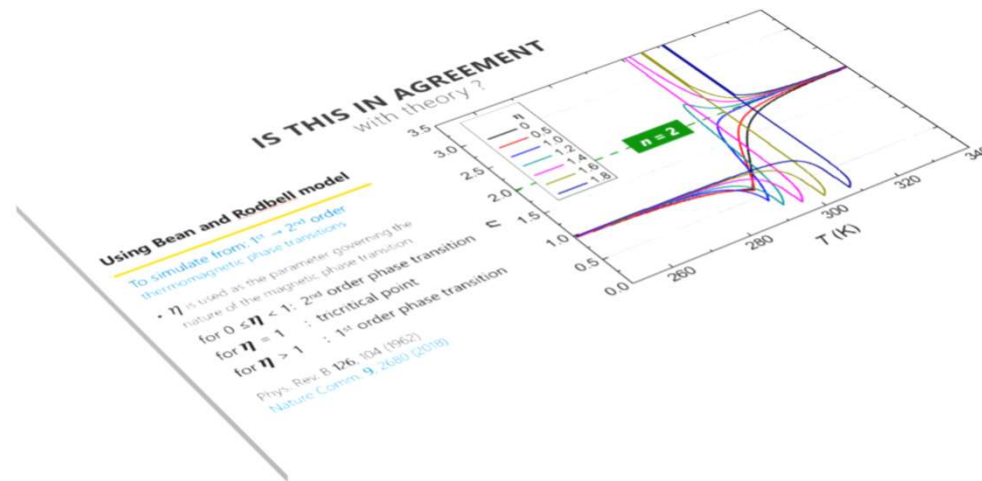 IS THIS IN AGREEMENT
with theory ?
Using Bean and Rodbell model
To simulate from: 1st → 2nd order
thermomagnetic phase transitions
• η is used as the parameter governing the
nature of the magnetic phase transition
for 0 ≤ η < 1: 2nd order phase transition
for η = 1 : tricritical point
for η > 1 : 1st order phase transition
Phys. Rev. B 126, 104 (1962)
Nature Comm. 9, 2680 (2018)
3.5
3.0
2.5
2.0
1.5
1.0
0.5
0.0
n
η
0
0.5
1.0
1.2
1.4
1.6
1.8
n = 2
260
280
300
320
340
T (K)